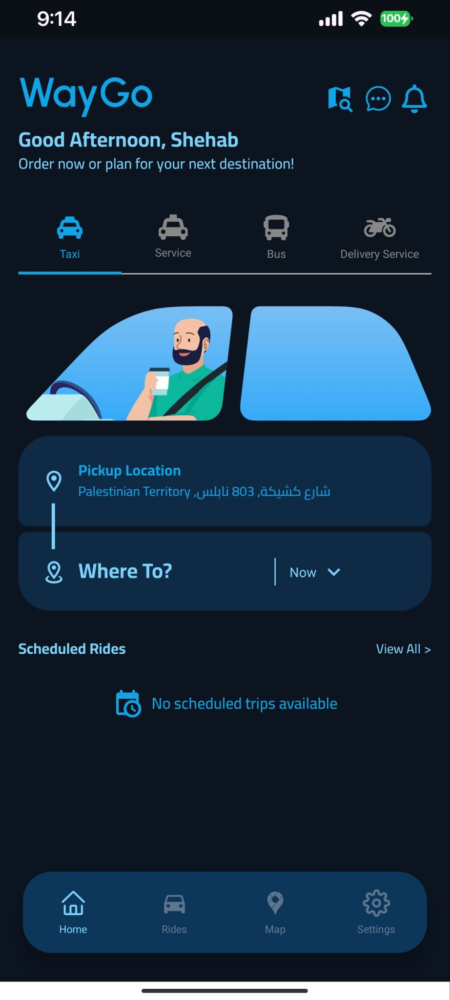 9:14
100
WayGo
Good Afternoon, Shehab
Order now or plan for your next destination!
Taxi
Service
Bus
Delivery Service
Pickup Location
شارع كشيكة, 803 نابلس, Palestinian Territory
Where To?
Now
Scheduled Rides
View All >
No scheduled trips available
Home
Rides
Map
Settings